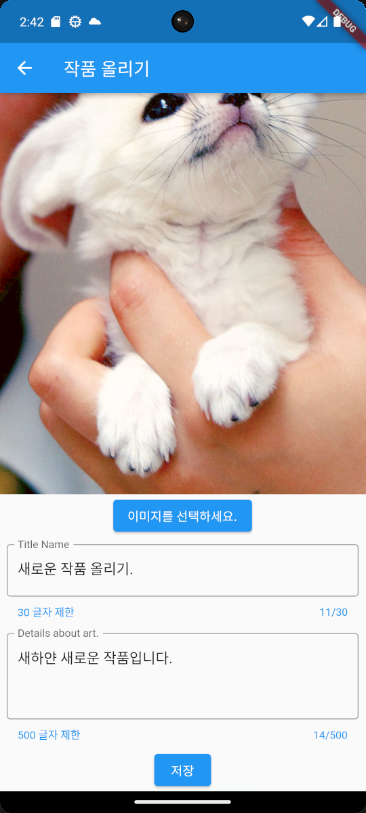 2:42
DEBUG
작품 올리기
이미지를 선택하세요.
Title Name
새로운 작품 올리기.
30 글자 제한 11/30
Details about art.
새하얀 새로운 작품입니다.
500 글자 제한 14/500
저장